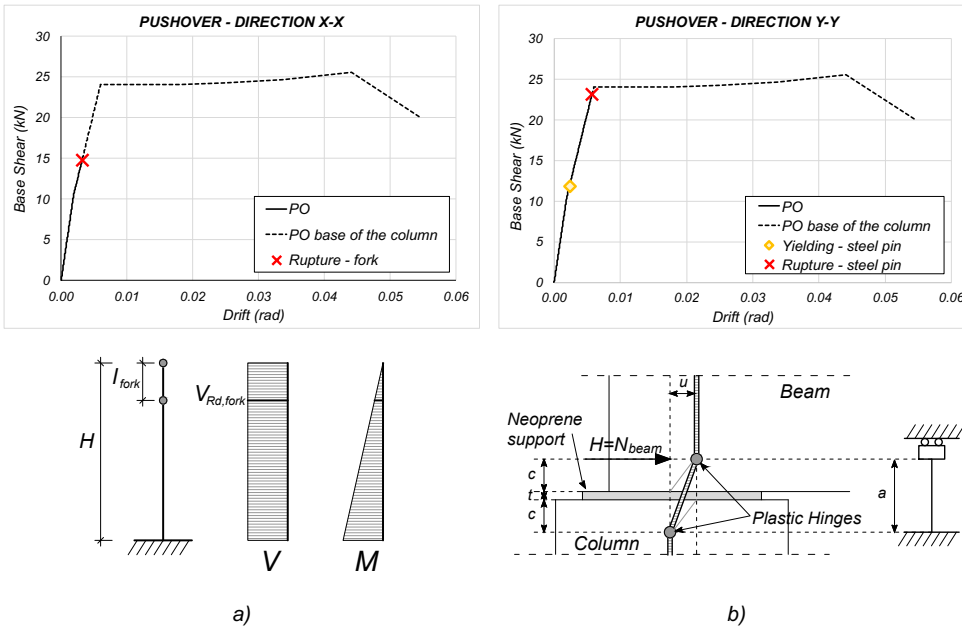 PUSHOVER - DIRECTION X-X
30
25
20
15
10
5
0
Base Shear (kN)
PO
PO base of the column
Rupture - fork
0.00 0.01 0.02 0.03 0.04 0.05 0.06
Drift (rad)
PUSHOVER - DIRECTION Y-Y
30
25
20
15
10
5
0
Base Shear (kN)
PO
PO base of the column
Yielding - steel pin
Rupture - steel pin
0.00 0.01 0.02 0.03 0.04 0.05 0.06
Drift (rad)
lfork
H
VRd,fork
V
M
a)
u
Beam
Neoprene
support
H=Nbeam
c
t
c
a
Plastic Hinges
Column
b)